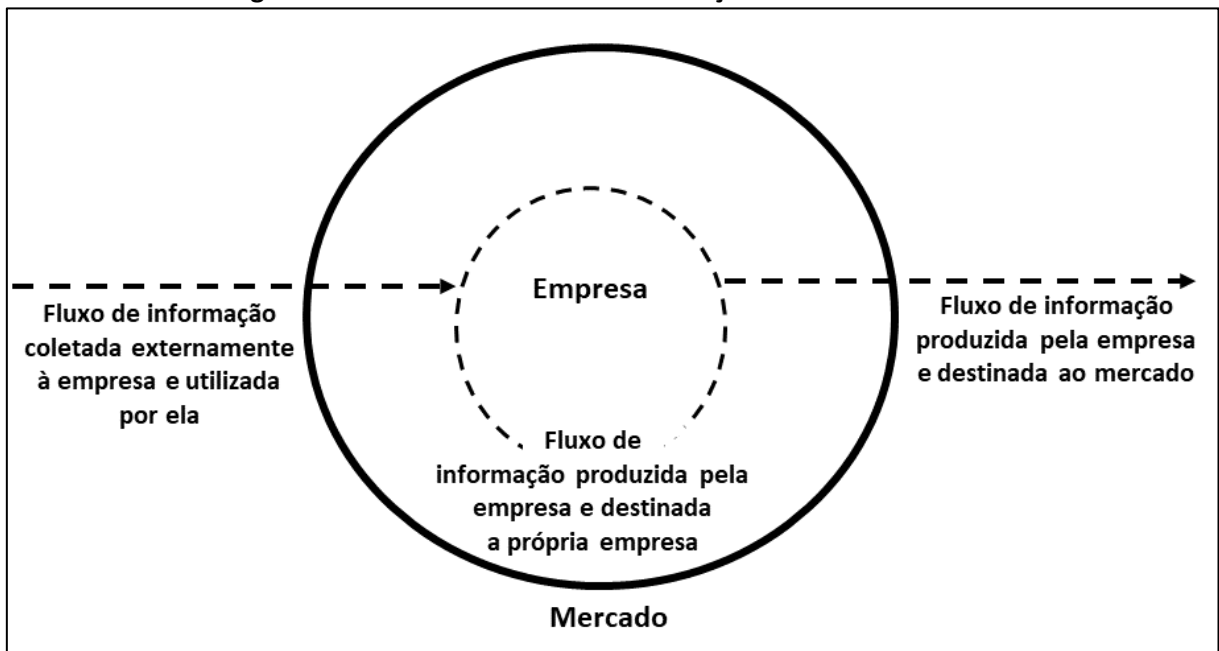 Empresa
Fluxo de informação
coletada externamente
à empresa e utilizada
por ela
Fluxo de informação
produzida pela empresa
e destinada ao mercado
Fluxo de
informação produzida pela
empresa e destinada
a própria empresa
Mercado